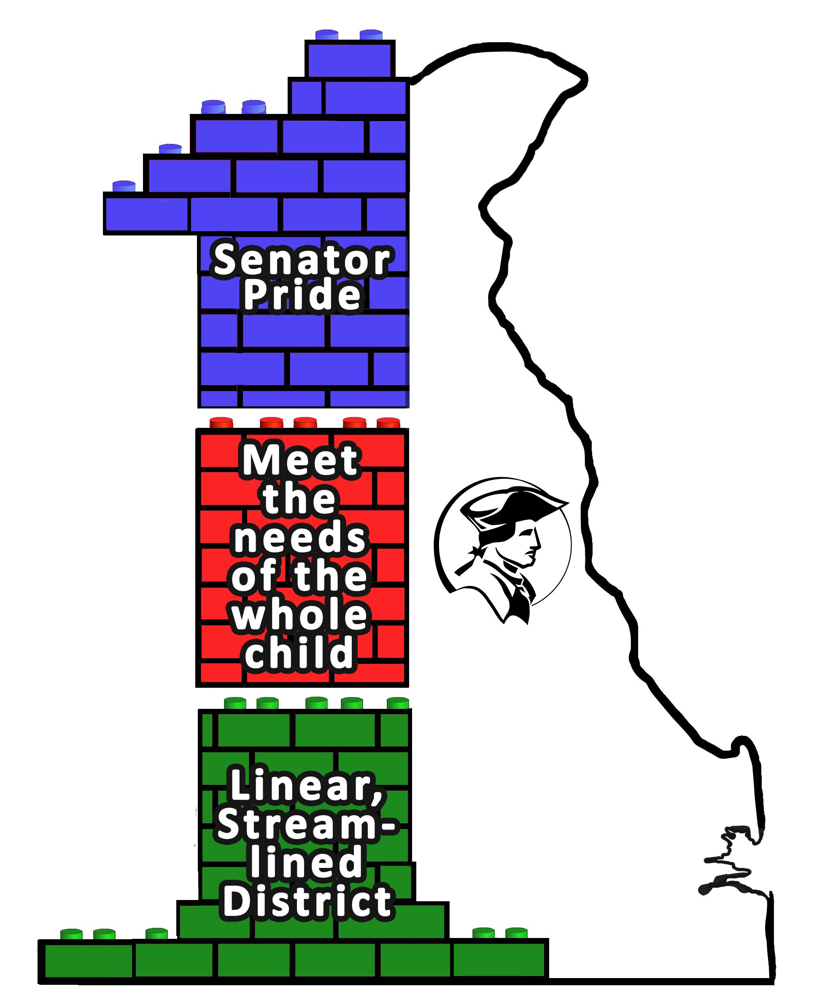 Senator
Pride
Meet
the
needs
of the
whole
child
Linear,
Stream-
lined
District